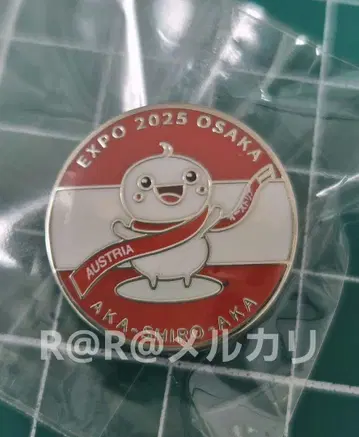 EXPO 2025 OSAKA
AUSTRIA
AKA-SHIRO-AKA
R@R@メルカリ